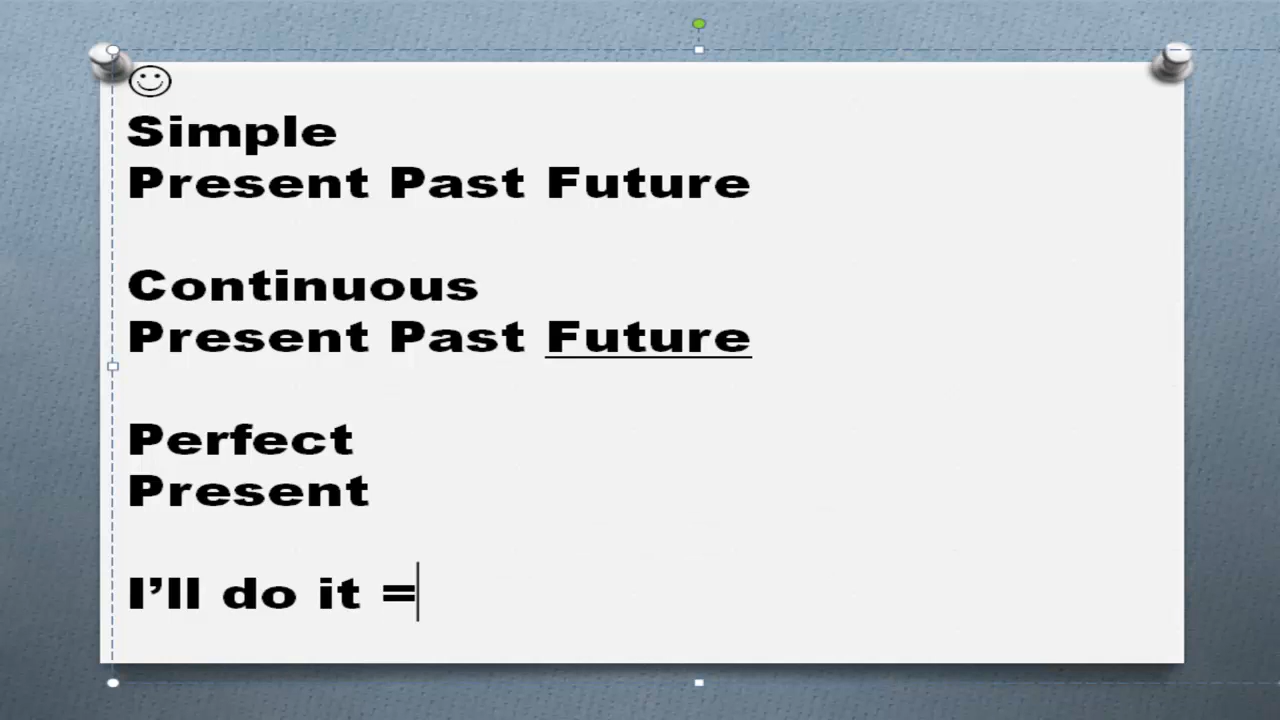 Simple
Present Past Future
Continuous
Present Past Future
Perfect
Present
I’ll do it =